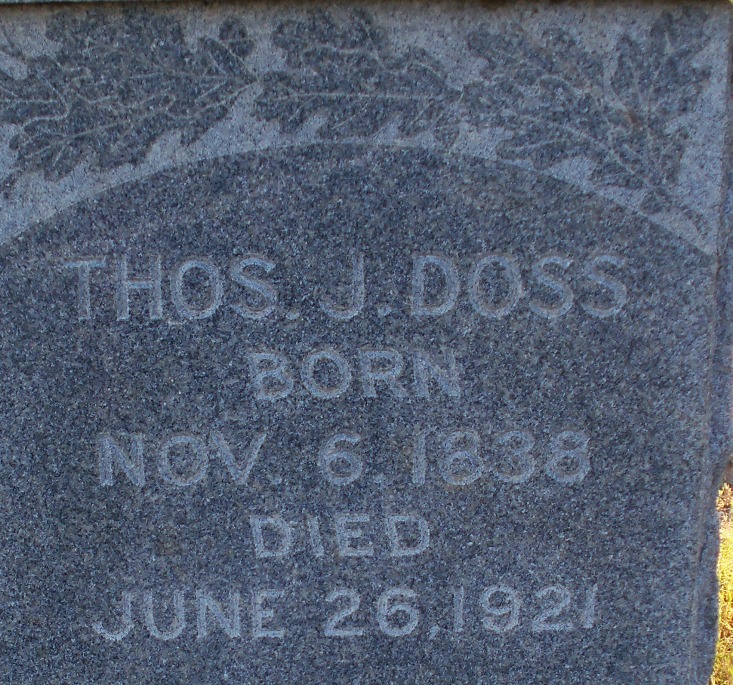 THOS. J. DOSS
BORN
NOV. 6. 1838
DIED
JUNE 26, 1921